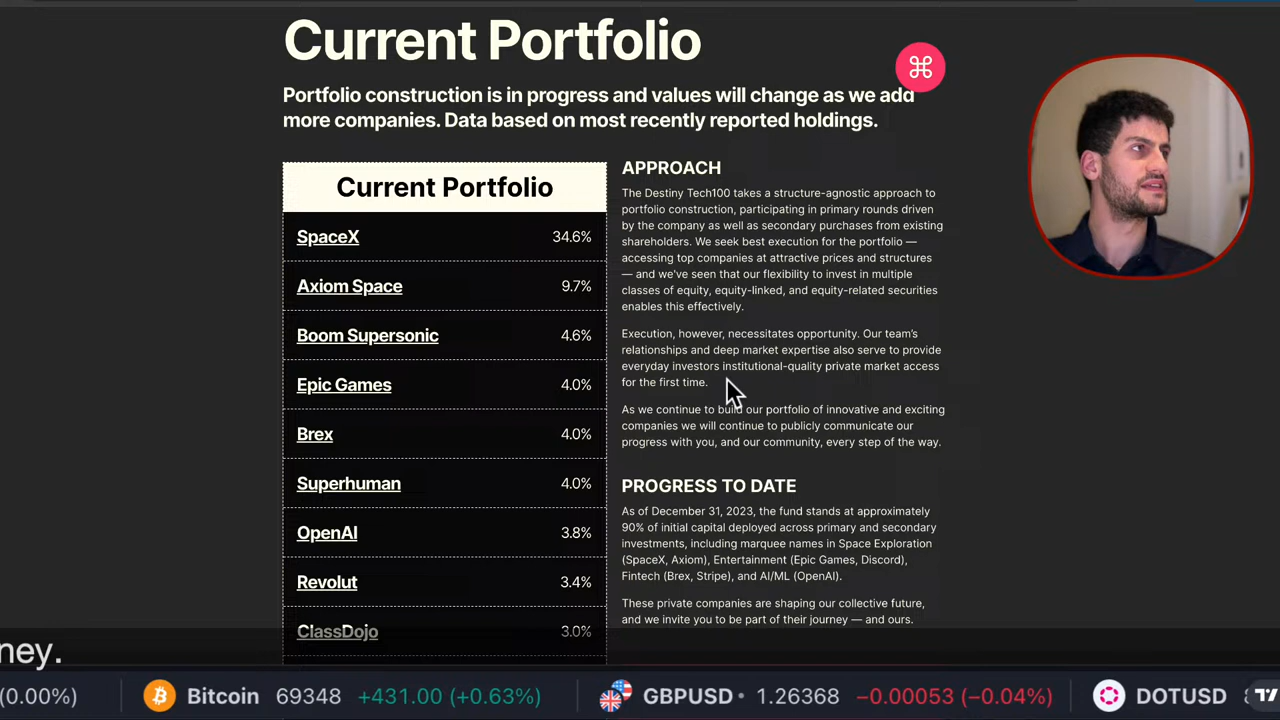 Current Portfolio
Portfolio construction is in progress and values will change as we add
more companies. Data based on most recently reported holdings.
Current Portfolio
SpaceX 34.6%
Axiom Space 9.7%
Boom Supersonic 4.6%
Epic Games 4.0%
Brex 4.0%
Superhuman 4.0%
OpenAI 3.8%
Revolut 3.4%
ClassDojo 3.0%
APPROACH
The Destiny Tech100 takes a structure-agnostic approach to
portfolio construction, participating in primary rounds driven
by the company as well as secondary purchases from existing
shareholders. We seek best execution for the portfolio —
accessing top companies at attractive prices and structures
— and we've seen that our flexibility to invest in multiple
classes of equity, equity-linked, and equity-related securities
enables this effectively.
Execution, however, necessitates opportunity. Our team's
relationships and deep market expertise also serve to provide
everyday investors institutional-quality private market access
for the first time.
As we continue to build our portfolio of innovative and exciting
companies we will continue to publicly communicate our
progress with you, and our community, every step of the way.
PROGRESS TO DATE
As of December 31, 2023, the fund stands at approximately
90% of initial capital deployed across primary and secondary
investments, including marquee names in Space Exploration
(SpaceX, Axiom), Entertainment (Epic Games, Discord),
Fintech (Brex, Stripe), and AI/ML (OpenAI).
These private companies are shaping our collective future,
and we invite you to be part of their journey — and ours.
ney.
(0.00%) Bitcoin 69348 +431.00 (+0.63%) GBPUSD • 1.26368 −0.00053 (−0.04%) DOTUSD